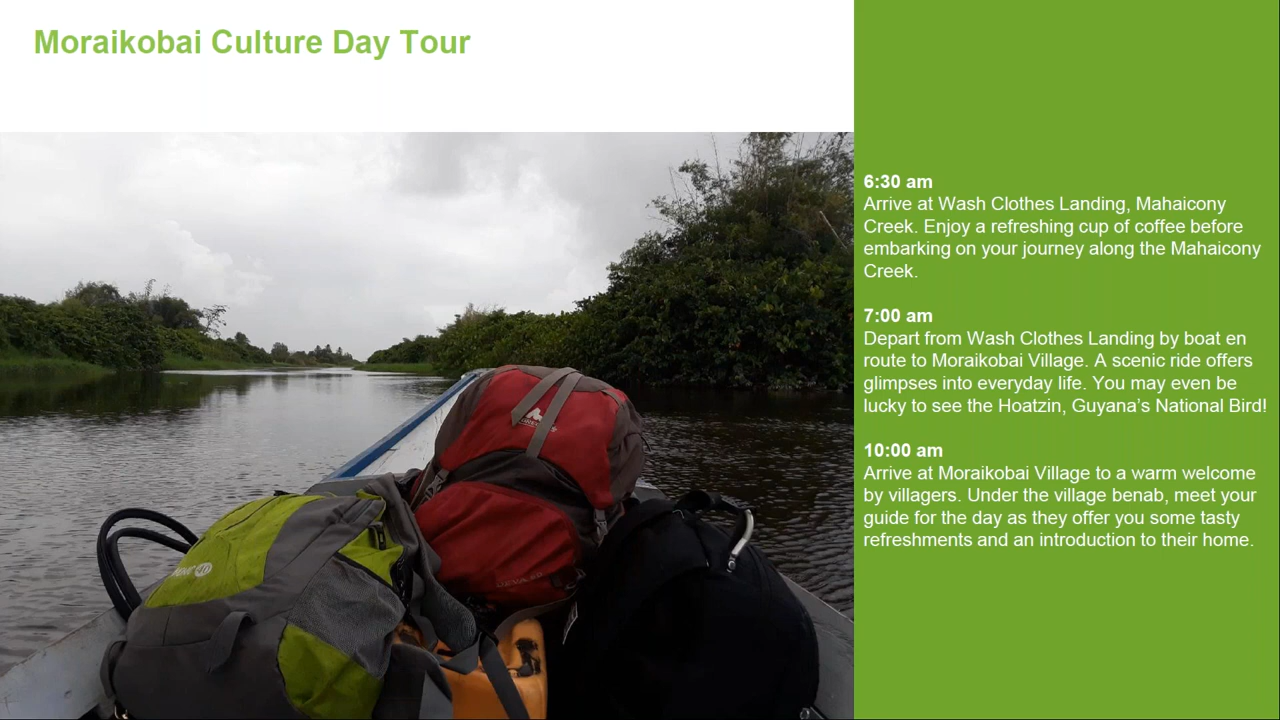 Moraikobai Culture Day Tour
6:30 am
Arrive at Wash Clothes Landing, Mahaicony
Creek. Enjoy a refreshing cup of coffee before
embarking on your journey along the Mahaicony
Creek.
7:00 am
Depart from Wash Clothes Landing by boat en
route to Moraikobai Village. A scenic ride offers
glimpses into everyday life. You may even be
lucky to see the Hoatzin, Guyana’s National Bird!
10:00 am
Arrive at Moraikobai Village to a warm welcome
by villagers. Under the village benab, meet your
guide for the day as they offer you some tasty
refreshments and an introduction to their home.